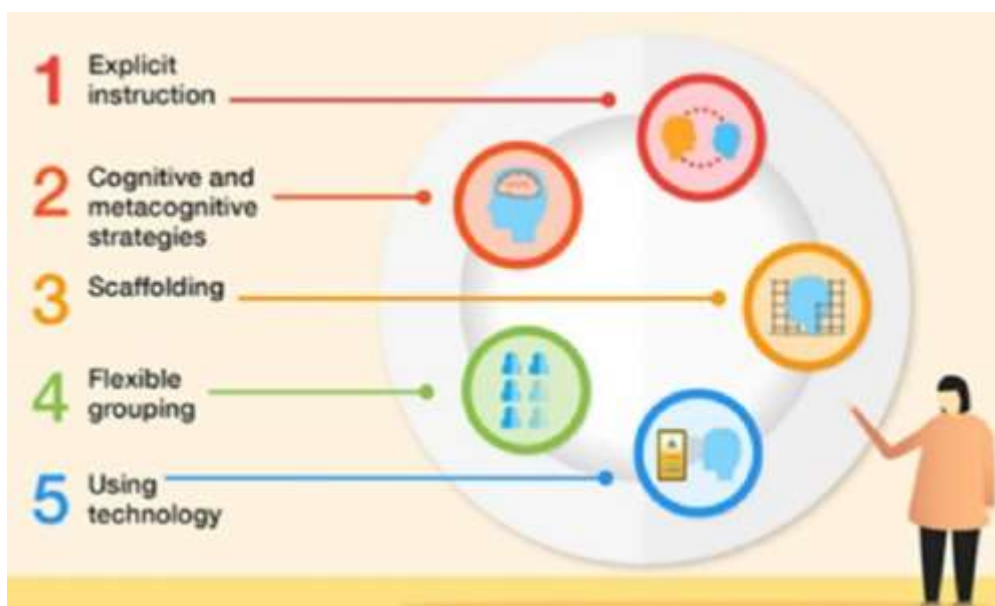 1 Explicit
instruction
2 Cognitive and
metacognitive
strategies
3 Scaffolding
4 Flexible
grouping
5 Using
technology